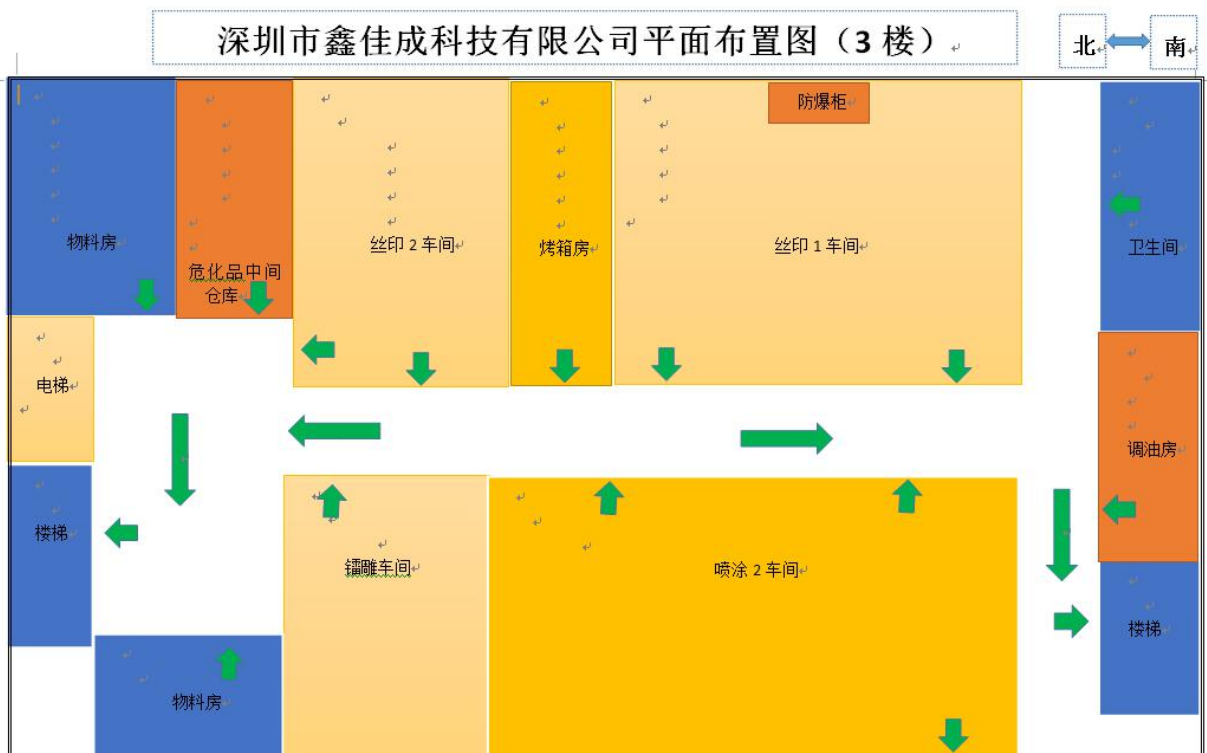 深圳市鑫佳成科技有限公司平面布置图（3 楼）
北 南
防爆柜
物料房
危化品中间
仓库
丝印 2 车间
烤箱房
丝印 1 车间
卫生间
电梯
调油房
楼梯
镭雕车间
喷涂 2 车间
楼梯
物料房